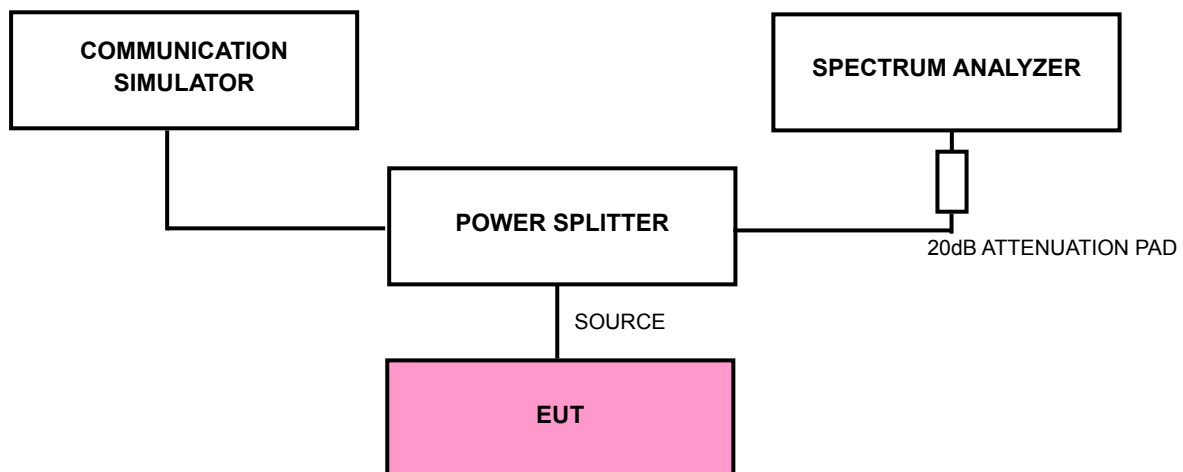 COMMUNICATION
SIMULATOR
SPECTRUM ANALYZER
POWER SPLITTER
20dB ATTENUATION PAD
SOURCE
EUT